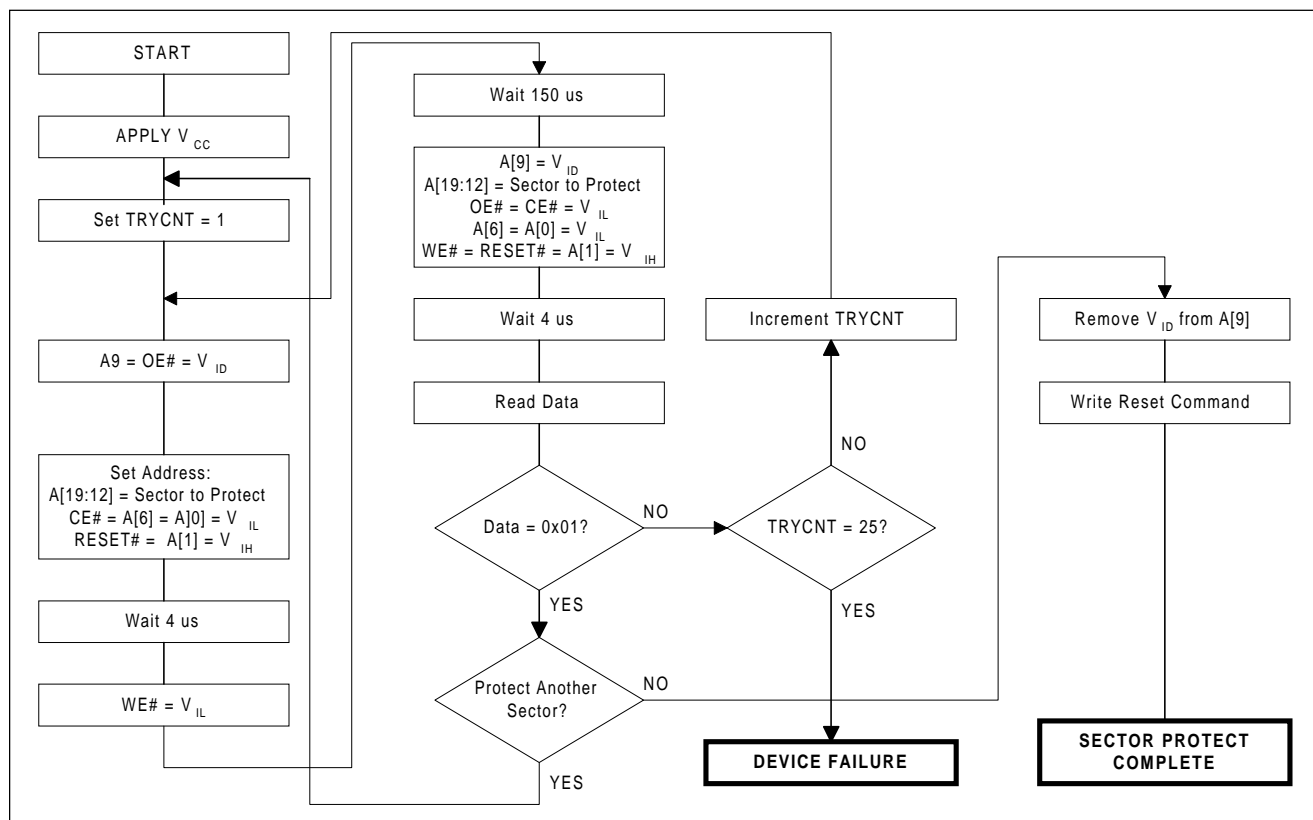 START
APPLY V CC
Set TRYCNT = 1
A9 = OE# = V ID
Set Address:
A[19:12] = Sector to Protect
CE# = A[6] = A]0] = V IL
RESET# = A[1] = V IH
Wait 4 us
WE# = V IL
Wait 150 us
A[9] = V ID
A[19:12] = Sector to Protect
OE# = CE# = V IL
A[6] = A[0] = V IL
WE# = RESET# = A[1] = V IH
Wait 4 us
Read Data
Data = 0x01?
NO
YES
Protect Another
Sector?
NO
YES
Increment TRYCNT
NO
TRYCNT = 25?
YES
DEVICE FAILURE
Remove V ID from A[9]
Write Reset Command
SECTOR PROTECT
COMPLETE